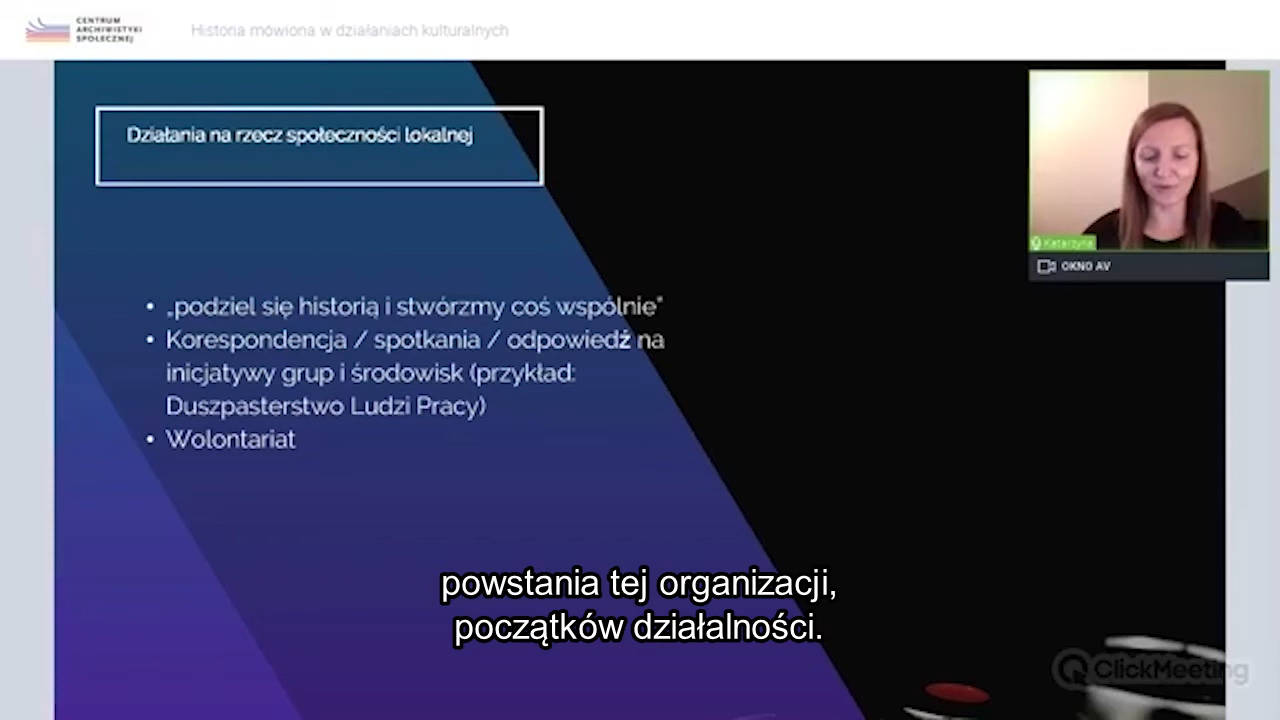 CENTRUM
ARCHIWISTYKI
SPOŁECZNEJ
Historia mówiona w działaniach kulturalnych
Działania na rzecz społeczności lokalnej
• „podziel się historią i stwórzmy coś wspólnie”
• Korespondencja / spotkania / odpowiedź na
inicjatywy grup i środowisk (przykład:
Duszpasterstwo Ludzi Pracy)
• Wolontariat
Katarzyna
OKNO AV
powstania tej organizacji,
początków działalności.
ClickMeeting